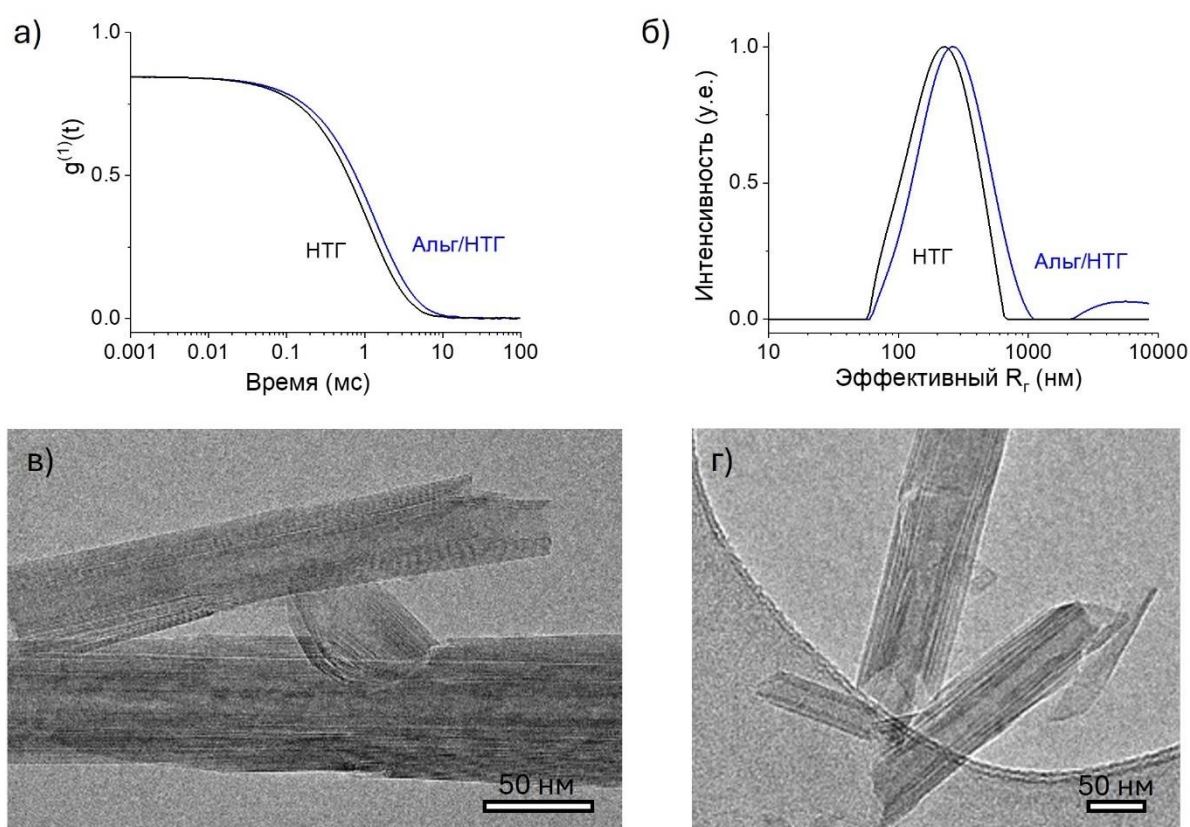 а)
1.0
0.5
0.0
g⁽¹⁾(t)
НТГ
Альг/НТГ
0.001 0.01 0.1 1 10 100
Время (мс)
б)
1.0
0.5
0.0
Интенсивность (у.е.)
НТГ
Альг/НТГ
10 100 1000 10000
Эффективный Rг (нм)
в)
50 нм
г)
50 нм